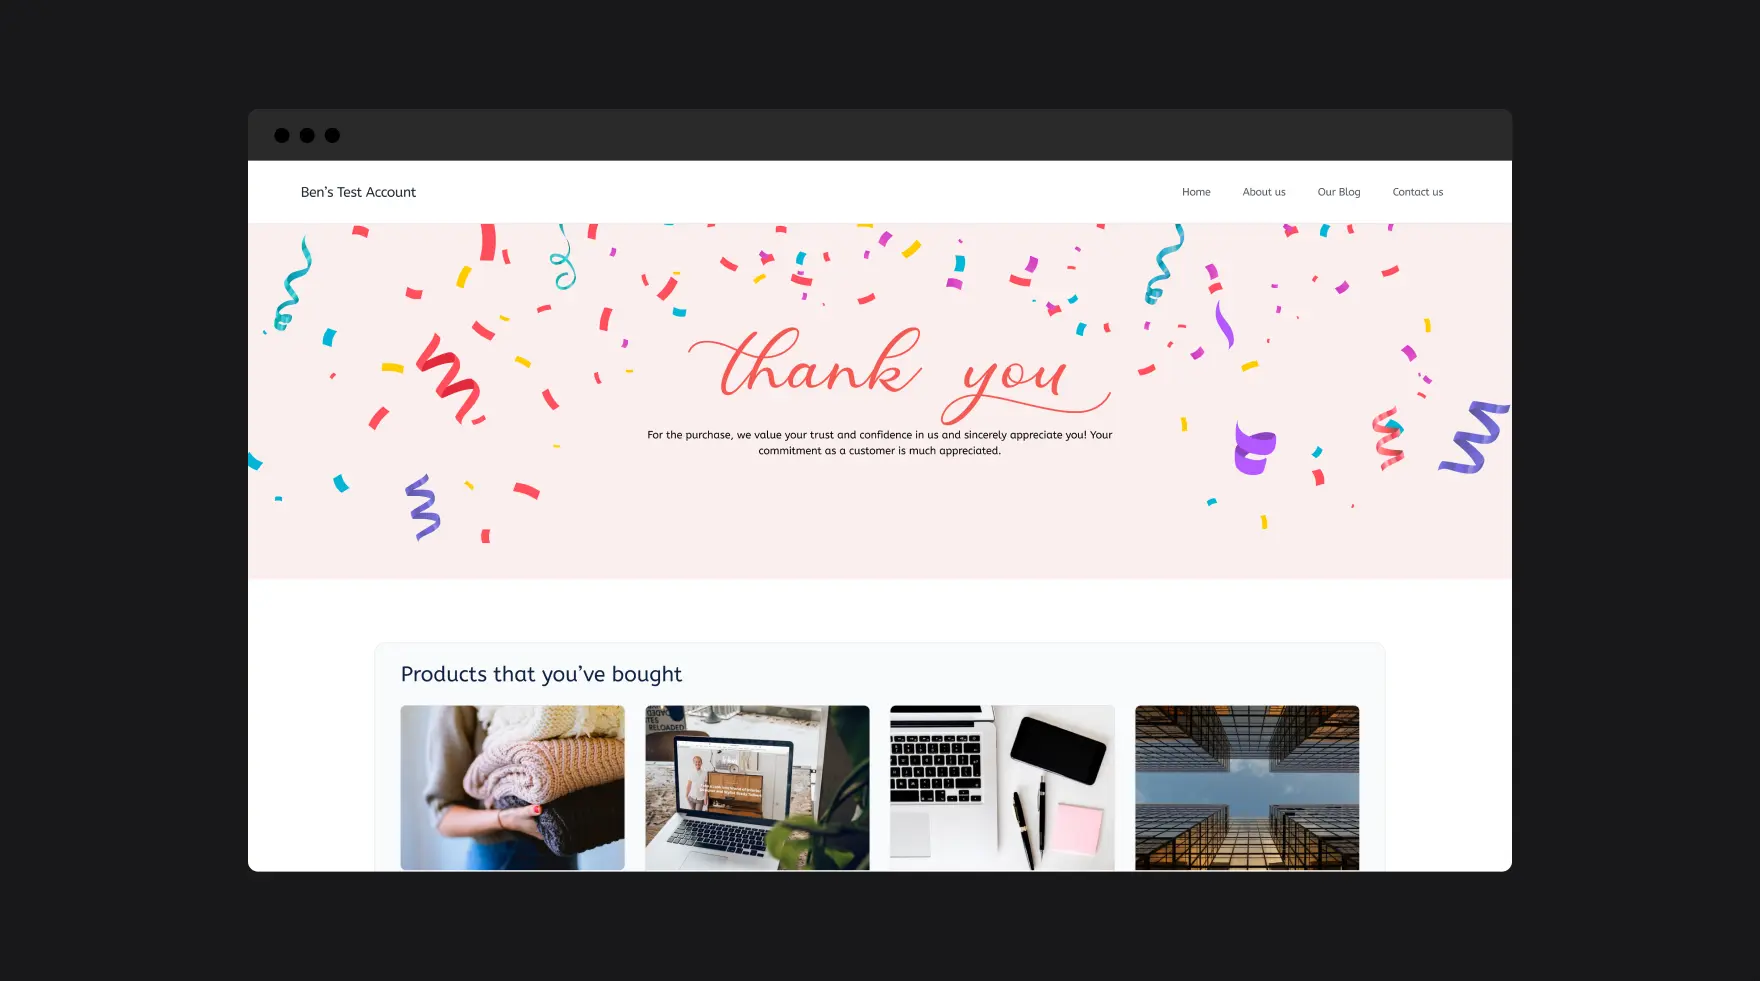 Ben's Test Account
Home
About us
Our Blog
Contact us
thank you
For the purchase, we value your trust and confidence in us and sincerely appreciate you! Your
commitment as a customer is much appreciated.
Products that you've bought
RELOADED